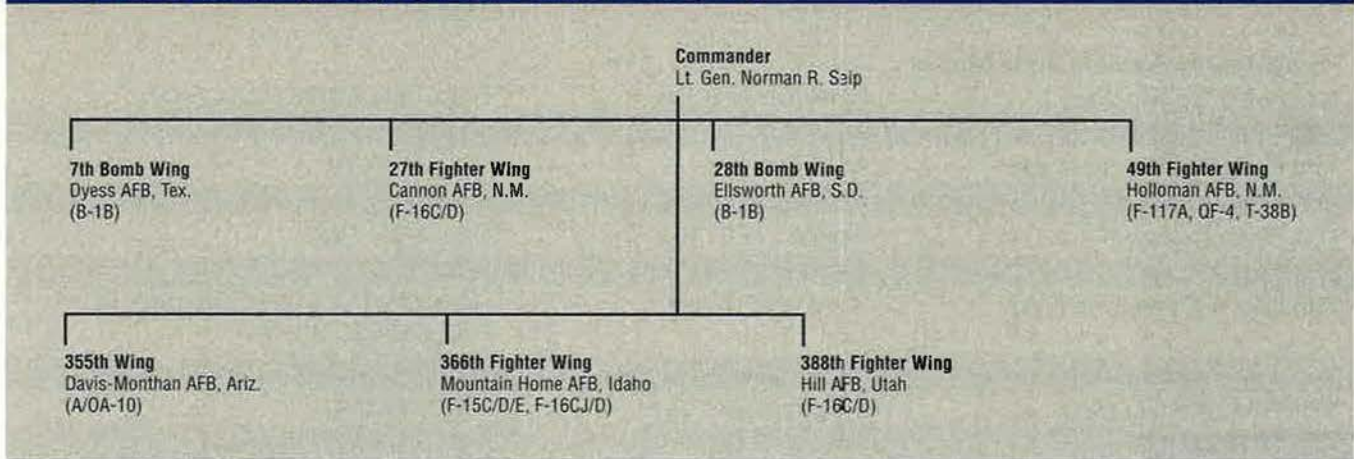 Commander
Lt. Gen. Norman R. Seip
7th Bomb Wing
Dyess AFB, Tex.
(B-1B)
27th Fighter Wing
Cannon AFB, N.M.
(F-16C/D)
28th Bomb Wing
Ellsworth AFB, S.D.
(B-1B)
49th Fighter Wing
Holloman AFB, N.M.
(F-117A, QF-4, T-38B)
355th Wing
Davis-Monthan AFB, Ariz.
(A/OA-10)
366th Fighter Wing
Mountain Home AFB, Idaho
(F-15C/D/E, F-16CJ/D)
388th Fighter Wing
Hill AFB, Utah
(F-16C/D)